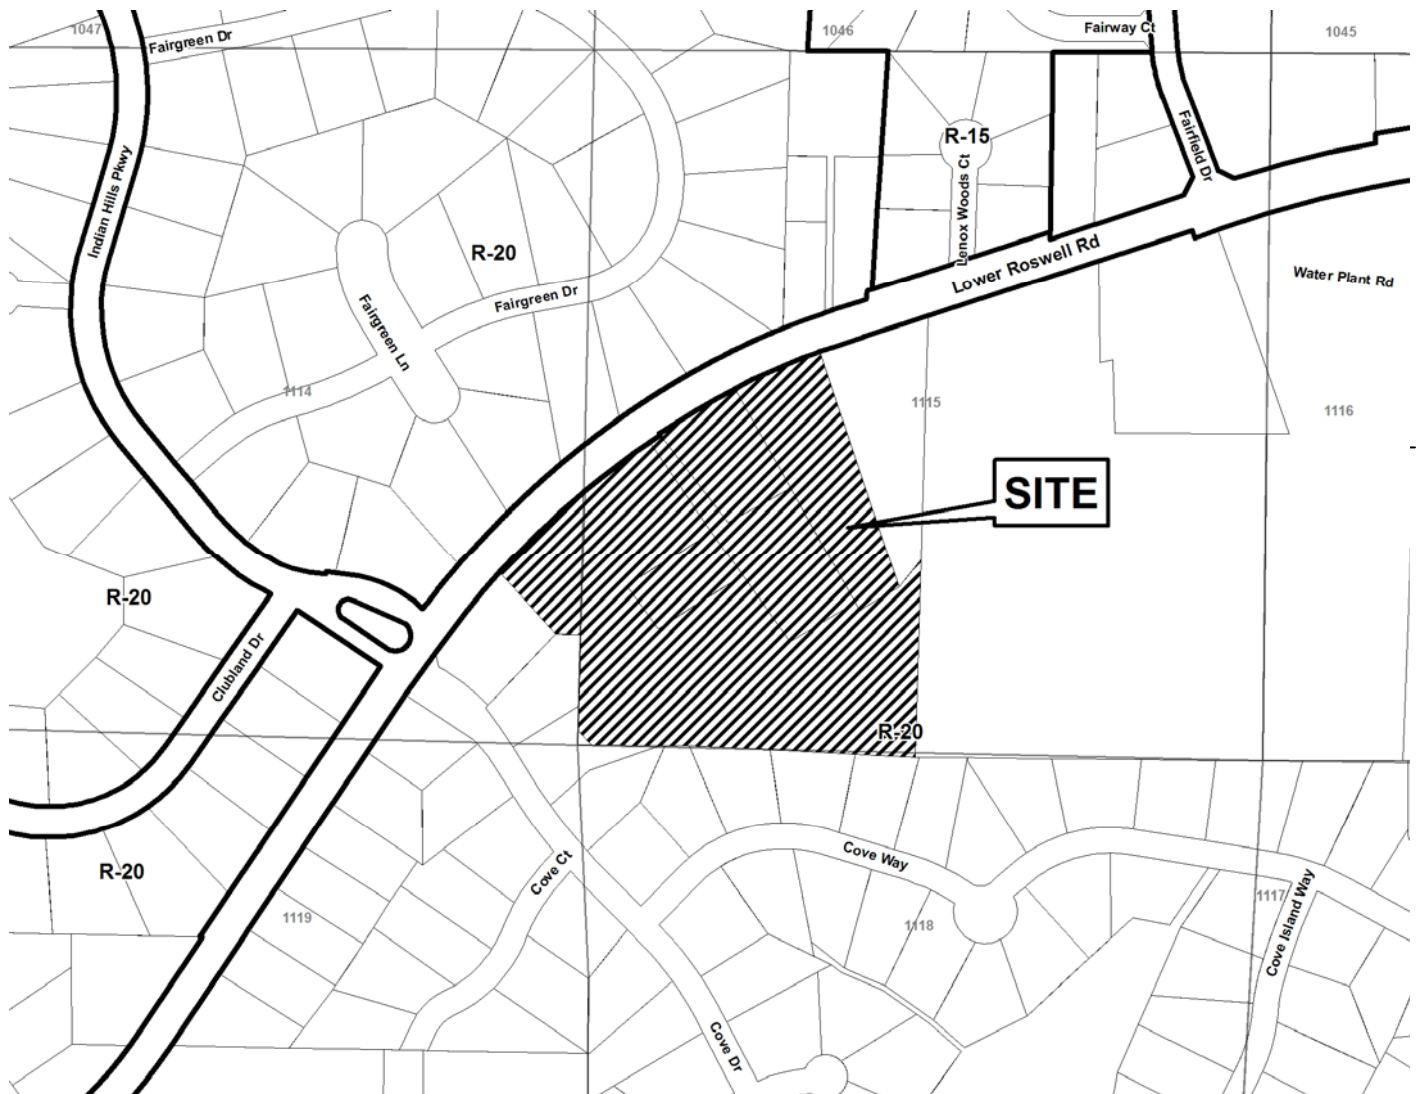 1047
Fairgreen Dr
1046
Fairway Ct
1045
Indian Hills Pkwy
R-15
Fairfield Dr
Lenox Woods Ct
R-20
Lower Roswell Rd
Water Plant Rd
Fairgreen Dr
Fairgreen Ln
1114
1115
1116
SITE
R-20
Clubland Dr
R-20
R-20
Cove Ct
Cove Way
1119
1118
1117
Cove Island Way
Cove Dr